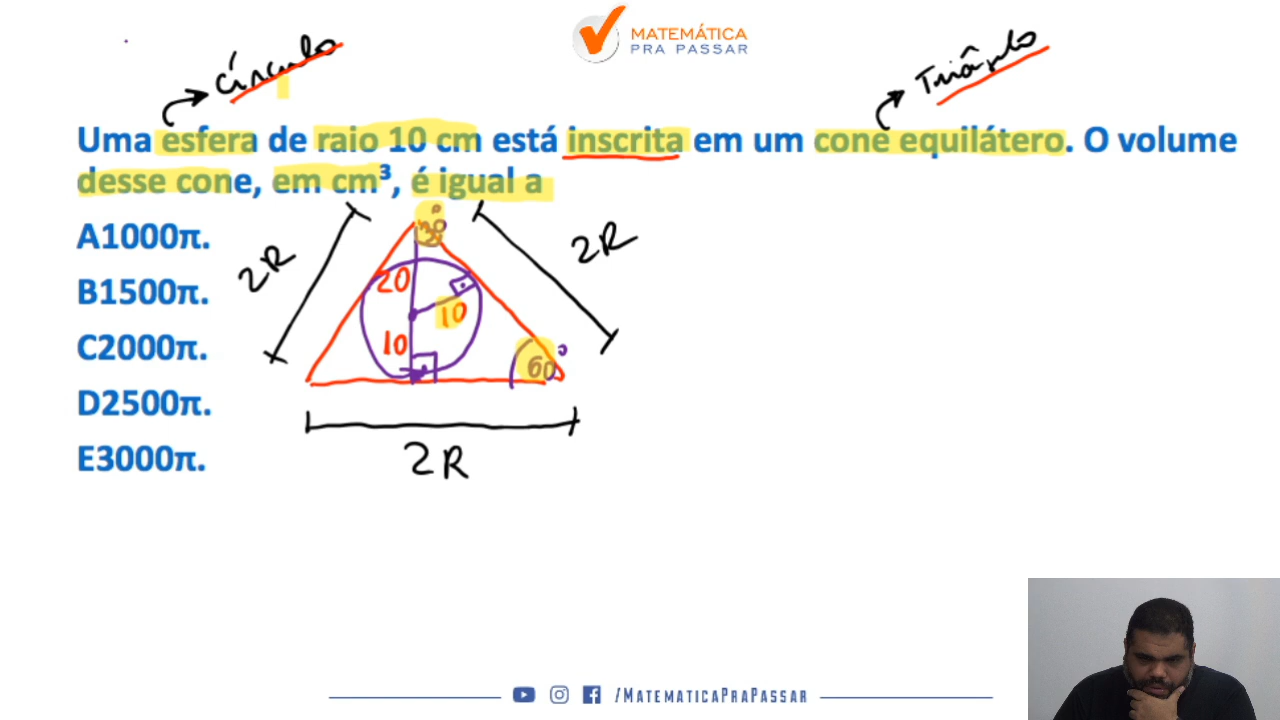 MATEMÁTICA
PRA PASSAR
círculo
Triângulo
Uma esfera de raio 10 cm está inscrita em um cone equilátero. O volume
desse cone, em cm³, é igual a
A1000π.
B1500π.
C2000π.
D2500π.
E3000π.
30°
2R
2R
20
10
10
60°
2R
/MATEMATICAPRAPASSAR